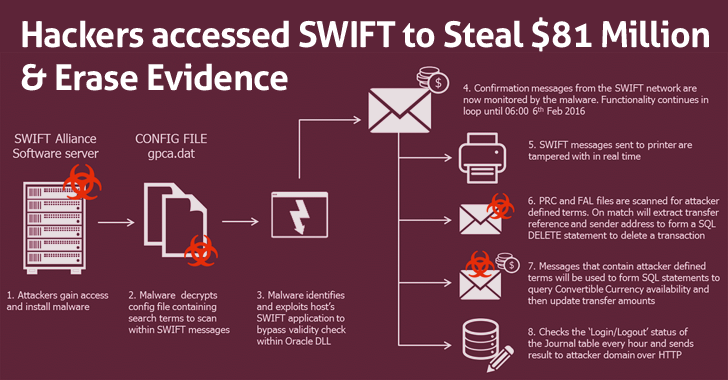 Hackers accessed SWIFT to Steal $81 Million
& Erase Evidence
SWIFT Alliance
Software server
CONFIG FILE
gpca.dat
1. Attackers gain access
and install malware
2. Malware decrypts
config file containing
search terms to scan
within SWIFT messages
3. Malware identifies
and exploits host's
SWIFT application to
bypass validity check
within Oracle DLL
$
4. Confirmation messages from the SWIFT network are
now monitored by the malware. Functionality continues in
loop until 06:00 6th Feb 2016
5. SWIFT messages sent to printer are
tampered with in real time
6. PRC and FAL files are scanned for attacker
defined terms. On match will extract transfer
reference and sender address to form a SQL
DELETE statement to delete a transaction
$
7. Messages that contain attacker defined
terms will be used to form SQL statements to
query Convertible Currency availability and
then update transfer amounts
8. Checks the 'Login/Logout' status of
the Journal table every hour and sends
result to attacker domain over HTTP